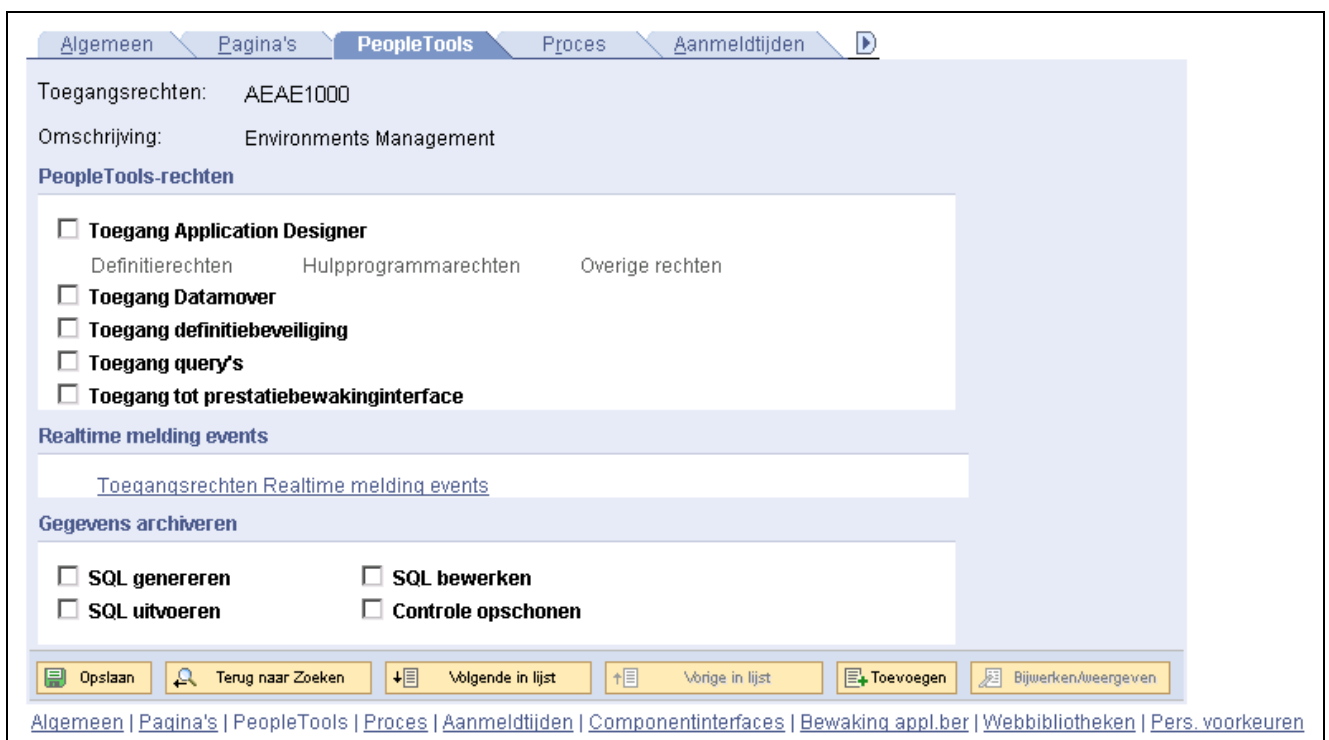 Algemeen Pagina's PeopleTools Proces Aanmeldtijden
Toegangsrechten: AEAE1000
Omschrijving: Environments Management
PeopleTools-rechten
Toegang Application Designer
Definitierechten Hulpprogrammarechten Overige rechten
Toegang Datamover
Toegang definitiebeveiliging
Toegang query's
Toegang tot prestatiebewakinginterface
Realtime melding events
Toegangsrechten Realtime melding events
Gegevens archiveren
SQL genereren SQL bewerken
SQL uitvoeren Controle opschonen
Opslaan Terug naar Zoeken Volgende in lijst Vorige in lijst Toevoegen Bijwerken/weergeven
Algemeen | Pagina's | PeopleTools | Proces | Aanmeldtijden | Componentinterfaces | Bewaking appl.ber | Webbibliotheken | Pers. voorkeuren